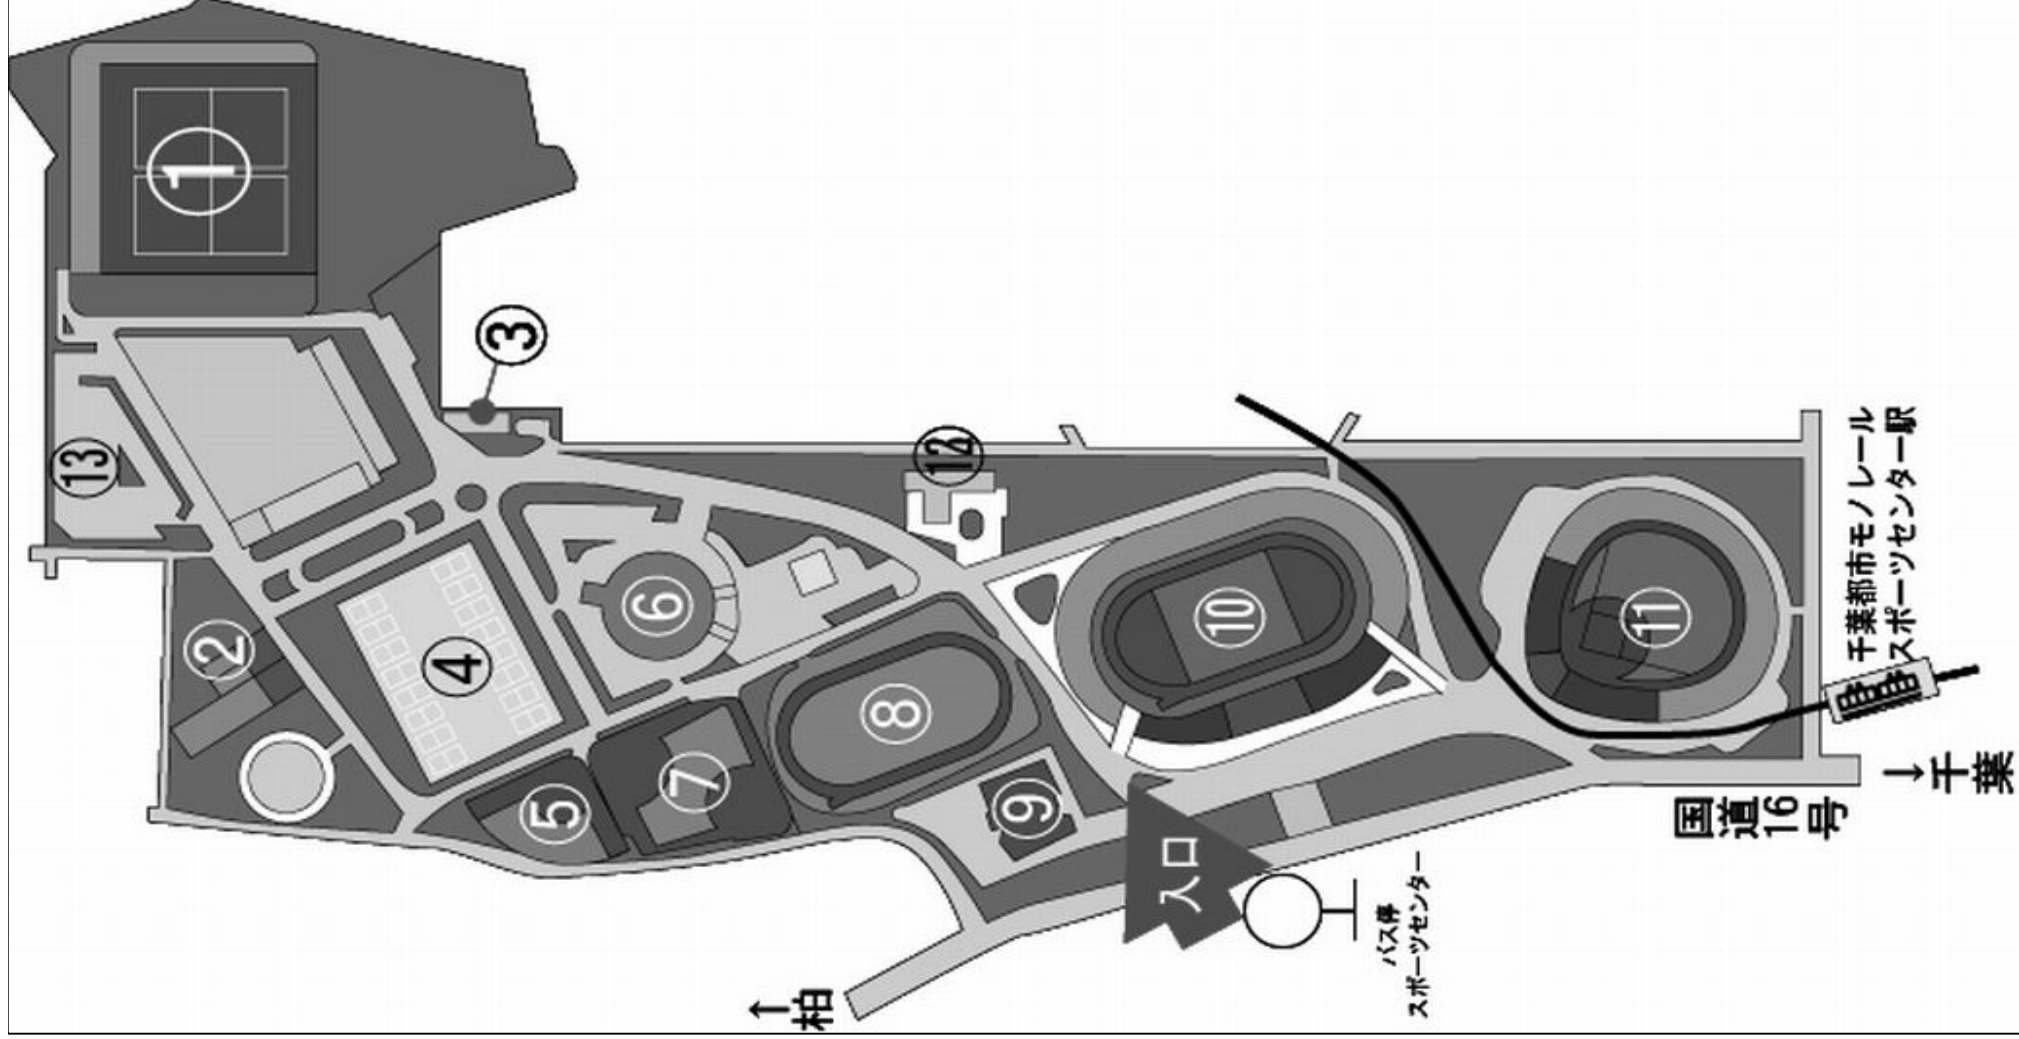 ①
②
③
④
⑤
⑥
⑦
⑧
⑨
⑩
⑪
⑫
⑬
千葉都市モノレール
スポーツセンター駅
国道16号
↓千葉
入口
バス停
スポーツセンター
↑柏